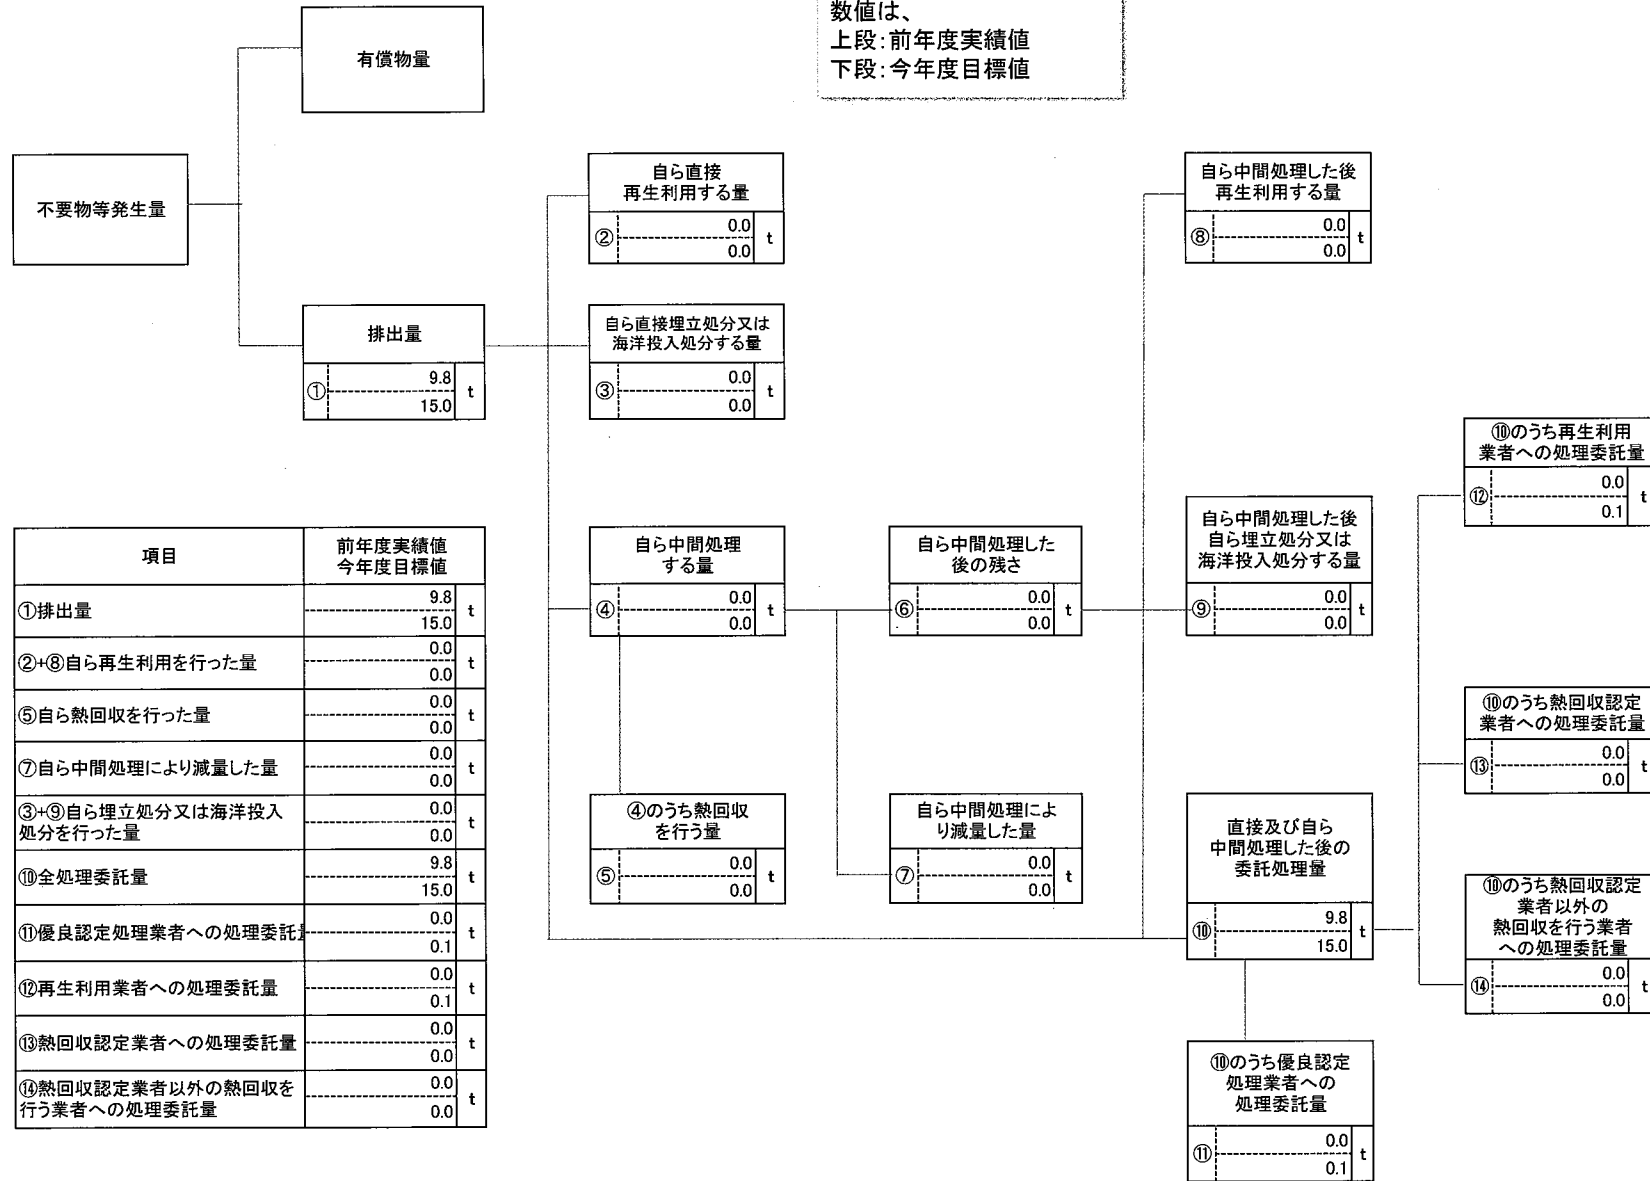 数値は、
上段：前年度実績値
下段：今年度目標値
有償物量
不要物等発生量
排出量
① 9.8 t
15.0
自ら直接
再生利用する量
② 0.0 t
0.0
自ら直接埋立処分又は
海洋投入処分する量
③ 0.0 t
0.0
自ら中間処理
する量
④ 0.0 t
0.0
④のうち熱回収
を行う量
⑤ 0.0 t
0.0
自ら中間処理した
後の残さ
⑥ 0.0 t
0.0
自ら中間処理によ
り減量した量
⑦ 0.0 t
0.0
自ら中間処理した後
再生利用する量
⑧ 0.0 t
0.0
自ら中間処理した後
自ら埋立処分又は
海洋投入処分する量
⑨ 0.0 t
0.0
直接及び自ら
中間処理した後の
委託処理量
⑩ 9.8 t
15.0
⑩のうち優良認定
処理業者への
処理委託量
⑪ 0.0 t
0.1
⑩のうち再生利用
業者への処理委託量
⑫ 0.0 t
0.1
⑩のうち熱回収認定
業者への処理委託量
⑬ 0.0 t
0.0
⑩のうち熱回収認定
業者以外の
熱回収を行う業者
への処理委託量
⑭ 0.0 t
0.0
項目
前年度実績値
今年度目標値
①排出量 9.8 t
15.0
②+⑧自ら再生利用を行った量 0.0 t
0.0
⑤自ら熱回収を行った量 0.0 t
0.0
⑦自ら中間処理により減量した量 0.0 t
0.0
③+⑨自ら埋立処分又は海洋投入
処分を行った量 0.0 t
0.0
⑩全処理委託量 9.8 t
15.0
⑪優良認定処理業者への処理委託 0.0 t
0.1
⑫再生利用業者への処理委託量 0.0 t
0.1
⑬熱回収認定業者への処理委託量 0.0 t
0.0
⑭熱回収認定業者以外の熱回収を
行う業者への処理委託量 0.0 t
0.0